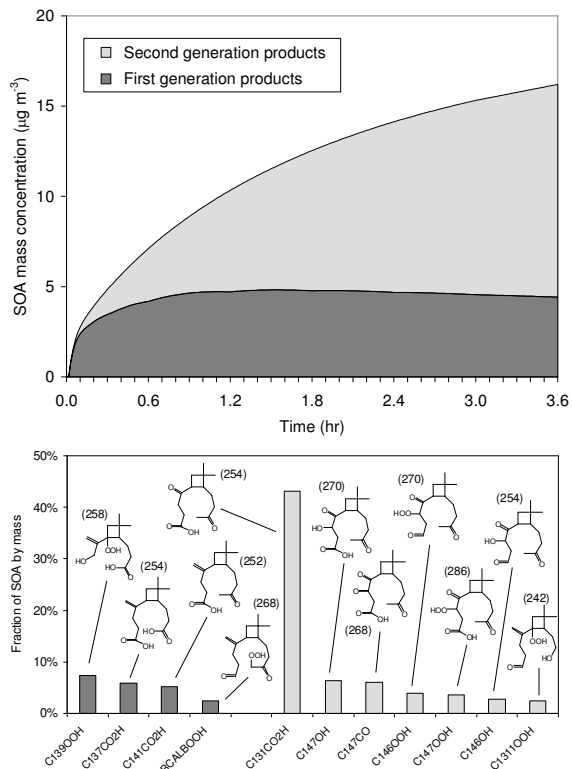 20
15
10
5
0
SOA mass concentration (µg m-3)
Second generation products
First generation products
0.0 0.6 1.2 1.8 2.4 3.0 3.6
Time (hr)
50%
40%
30%
20%
10%
0%
Fraction of SOA by mass
(254)
(258)
(254)
(252)
(268)
(270)
(268)
(270)
(286)
(254)
(242)
C139OOH
C137CO2H
C141CO2H
C131CO2H
C147OH
C147CO
C146OOH
C147OOH
C146OH
C1311OOH